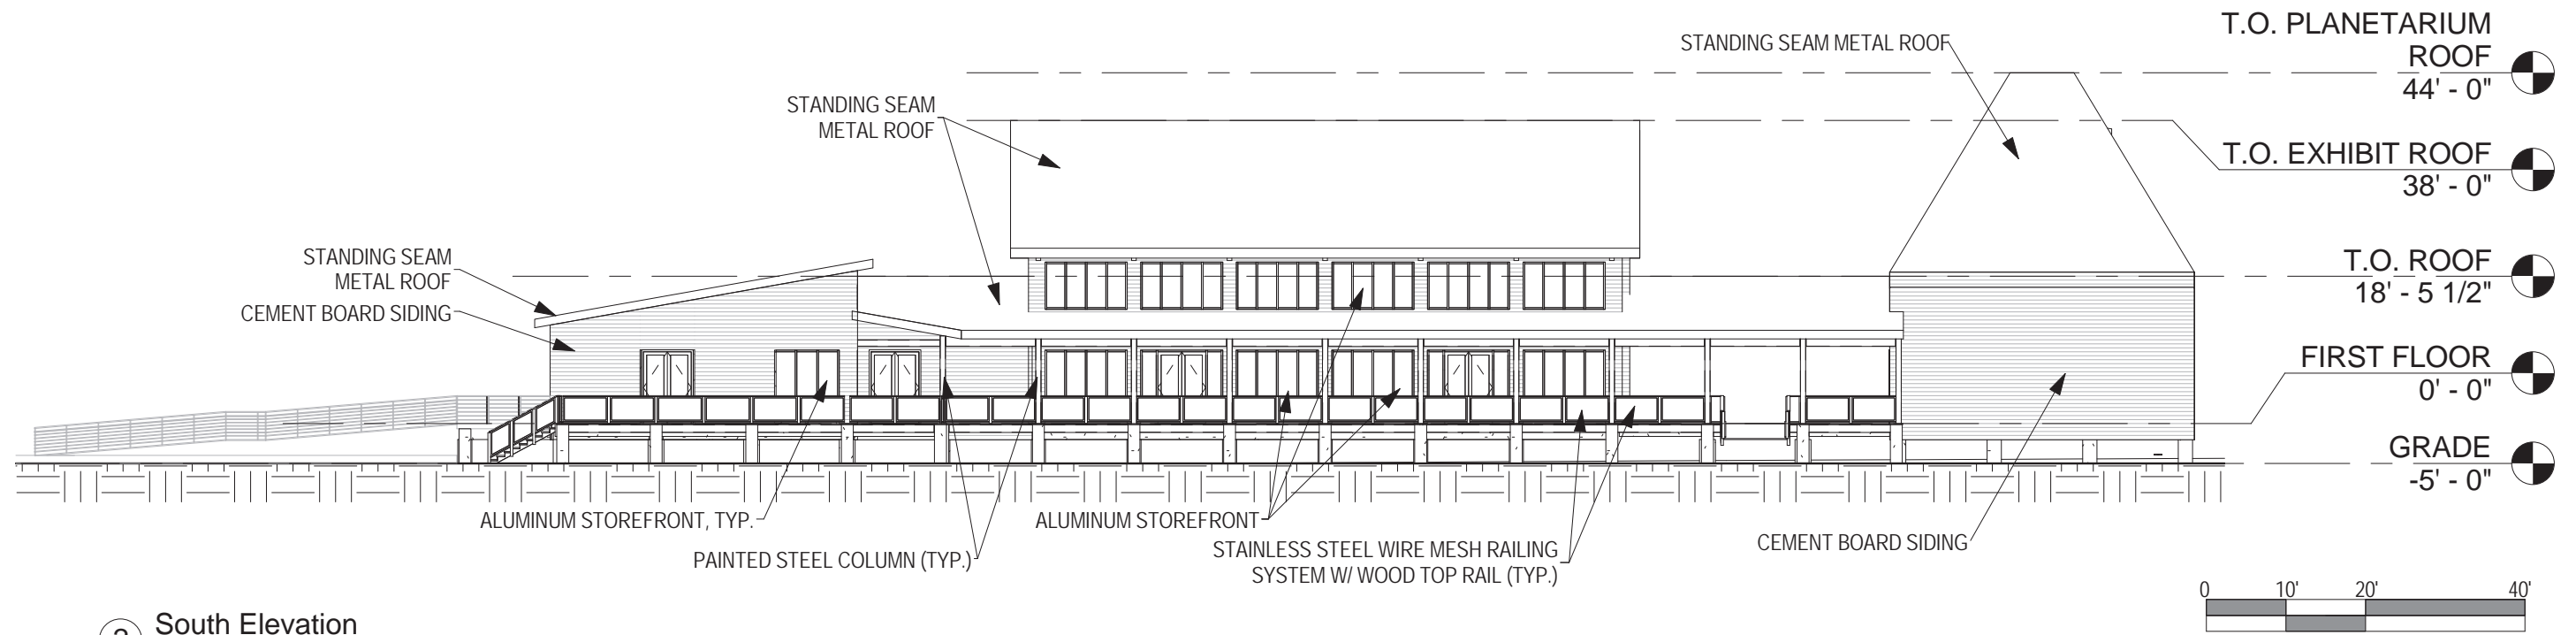 T.O. PLANETARIUM
ROOF
44' - 0"
STANDING SEAM METAL ROOF
STANDING SEAM
METAL ROOF
T.O. EXHIBIT ROOF
38' - 0"
STANDING SEAM
METAL ROOF
CEMENT BOARD SIDING
T.O. ROOF
18' - 5 1/2"
FIRST FLOOR
0' - 0"
GRADE
-5' - 0"
ALUMINUM STOREFRONT, TYP.
PAINTED STEEL COLUMN (TYP.)
ALUMINUM STOREFRONT
STAINLESS STEEL WIRE MESH RAILING
SYSTEM W/ WOOD TOP RAIL (TYP.)
CEMENT BOARD SIDING
0 10' 20' 40'
South Elevation